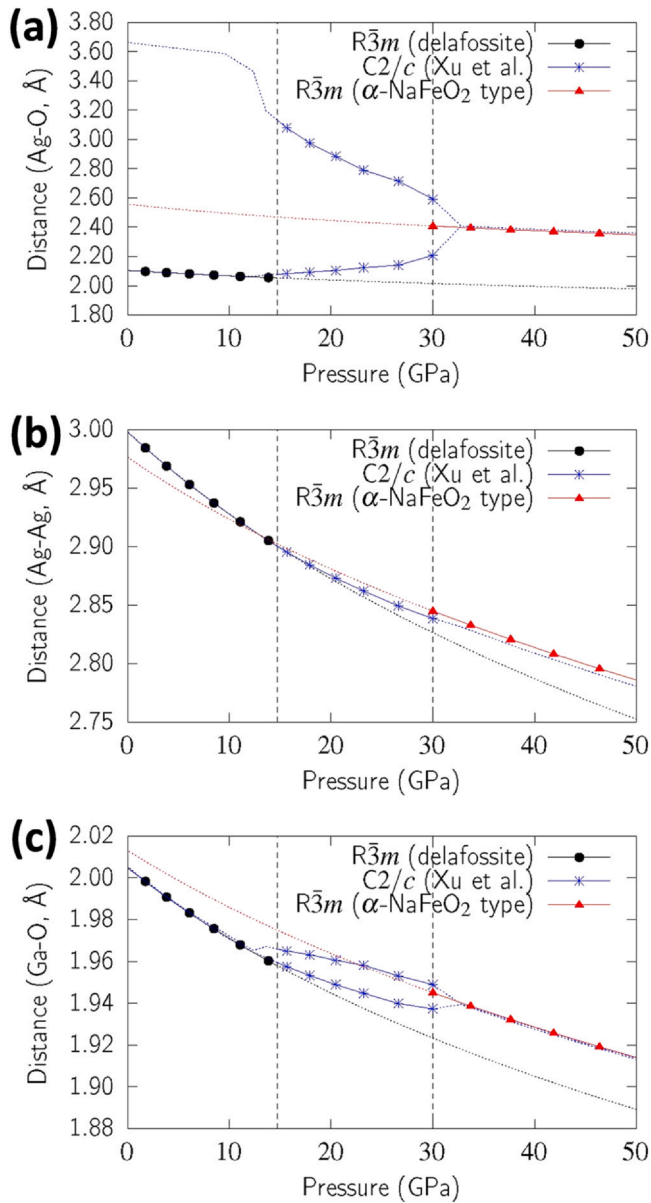 (a)
Distance (Ag-O, Å)
3.80
3.60
3.40
3.20
3.00
2.80
2.60
2.40
2.20
2.00
1.80
R3̄m (delafossite)
C2/c (Xu et al.)
R3̄m (α-NaFeO₂ type)
0 10 20 30 40 50
Pressure (GPa)
(b)
Distance (Ag-Ag, Å)
3.00
2.95
2.90
2.85
2.80
2.75
R3̄m (delafossite)
C2/c (Xu et al.)
R3̄m (α-NaFeO₂ type)
0 10 20 30 40 50
Pressure (GPa)
(c)
Distance (Ga-O, Å)
2.02
2.00
1.98
1.96
1.94
1.92
1.90
1.88
R3̄m (delafossite)
C2/c (Xu et al.)
R3̄m (α-NaFeO₂ type)
0 10 20 30 40 50
Pressure (GPa)